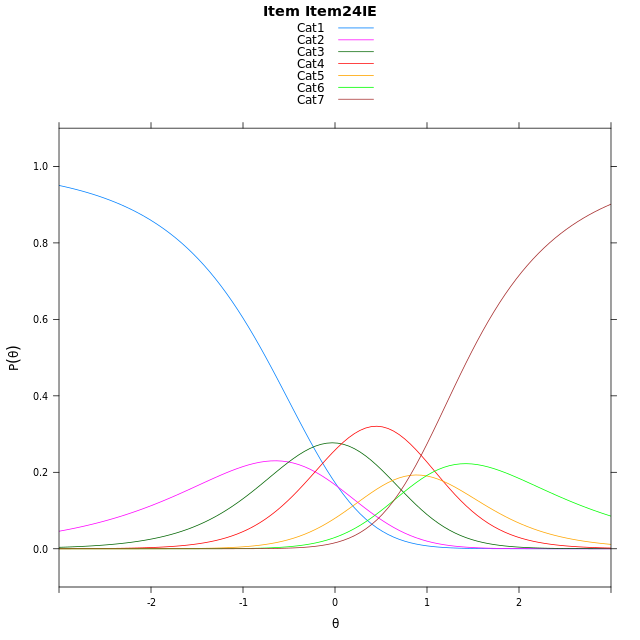 Item Item24IE
Cat1
Cat2
Cat3
Cat4
Cat5
Cat6
Cat7
1.0
0.8
0.6
0.4
0.2
0.0
P(θ)
-2 -1 0 1 2
θ